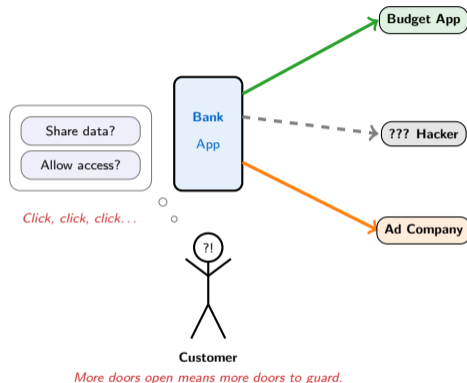 Budget App
Share data?
Allow access?
Bank
App
??? Hacker
Click, click, click...
Ad Company
?!
Customer
More doors open means more doors to guard.